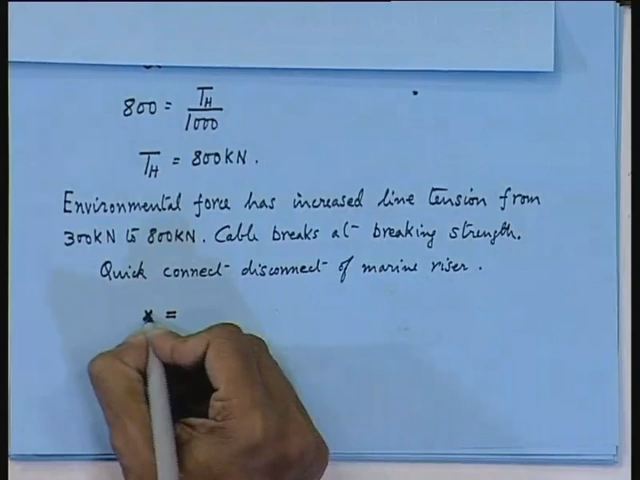 800 = T_H / 1000
T_H = 800KN.
Environmental force has increased line tension from
300KN to 800KN. Cable breaks at breaking strength.
Quick connect-disconnect of marine riser.
x =